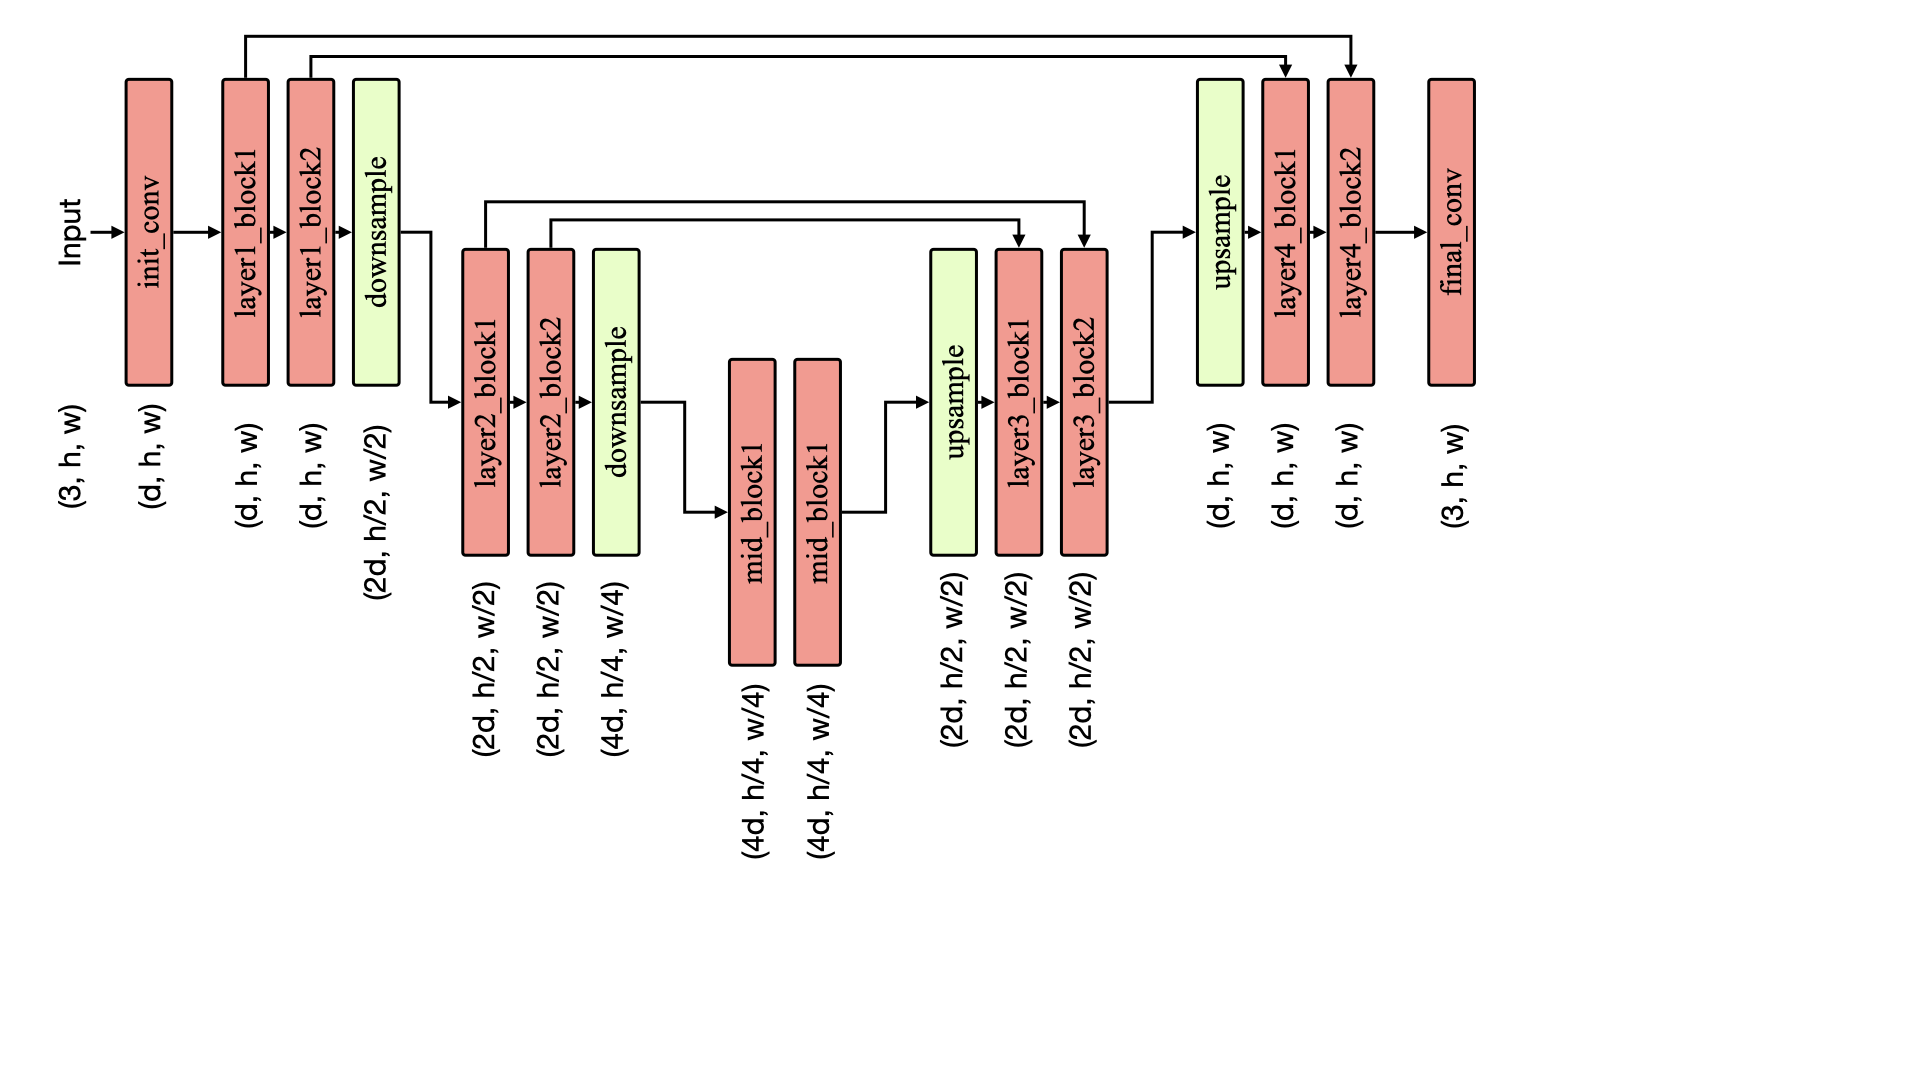 Input
(3, h, w)
init_conv
(d, h, w)
layer1_block1
(d, h, w)
layer1_block2
(d, h, w)
downsample
(2d, h/2, w/2)
layer2_block1
(2d, h/2, w/2)
layer2_block2
(2d, h/2, w/2)
downsample
(4d, h/4, w/4)
mid_block1
(4d, h/4, w/4)
mid_block1
(4d, h/4, w/4)
upsample
(2d, h/2, w/2)
layer3_block1
(2d, h/2, w/2)
layer3_block2
(2d, h/2, w/2)
upsample
(d, h, w)
layer4_block1
(d, h, w)
layer4_block2
(d, h, w)
final_conv
(3, h, w)